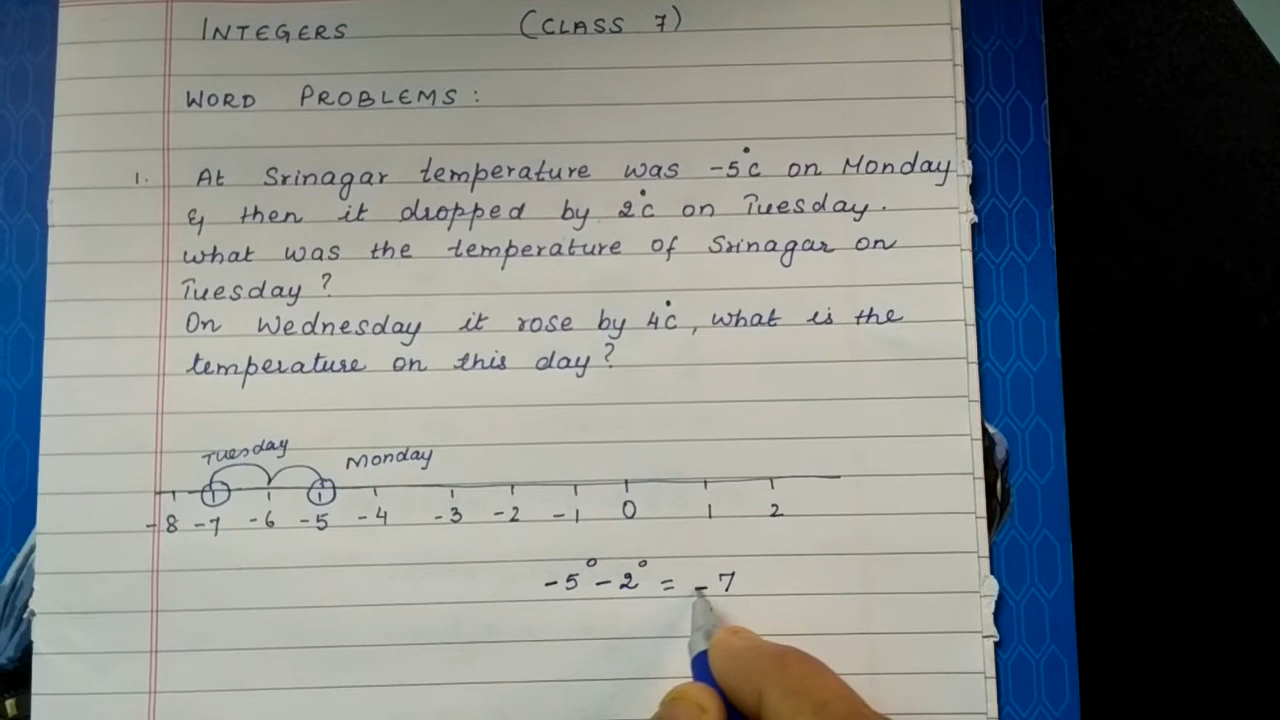 INTEGERS (CLASS 7)
WORD PROBLEMS:
1. At Srinagar temperature was -5°c on Monday
& then it dropped by 2°c on Tuesday.
What was the temperature of Srinagar on
Tuesday?
On Wednesday it rose by 4°c, what is the
temperature on this day?
Tuesday Monday
-8 -7 -6 -5 -4 -3 -2 -1 0 1 2
-5° - 2° = -7